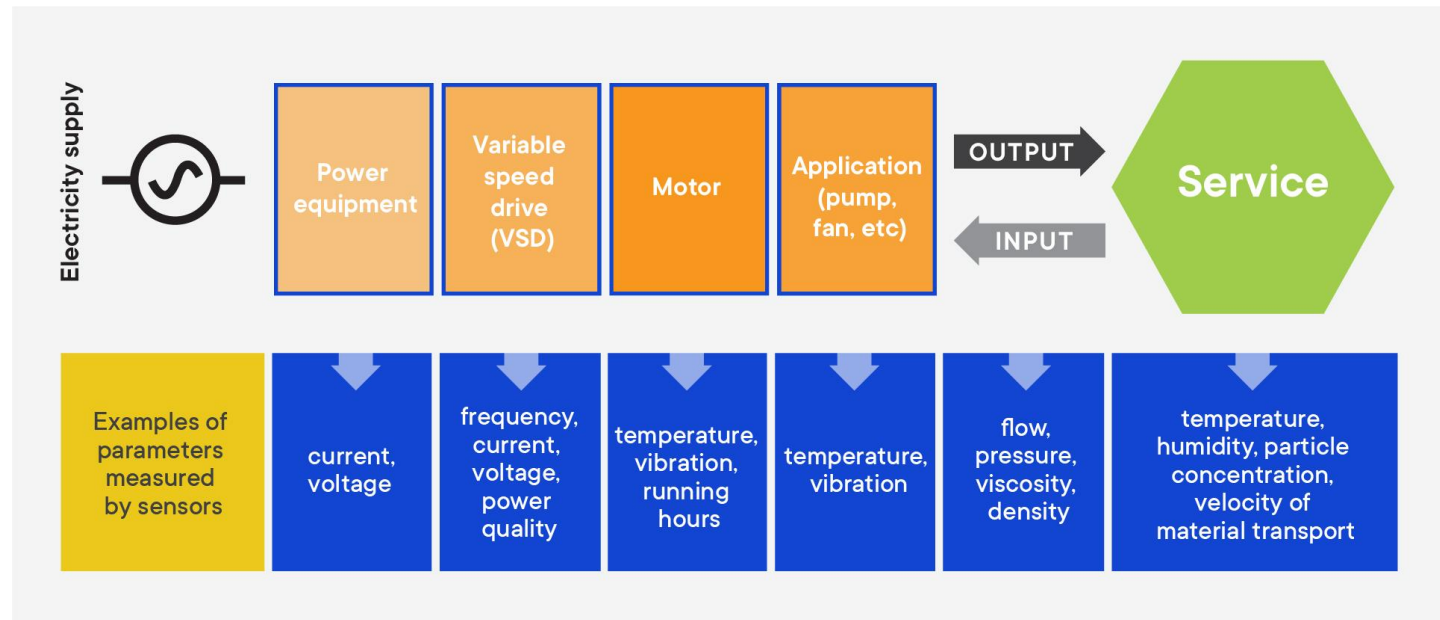 Electricity supply
Power
equipment
Variable
speed
drive
(VSD)
Motor
Application
(pump,
fan, etc)
OUTPUT
INPUT
Service
Examples of
parameters
measured
by sensors
current,
voltage
frequency,
current,
voltage,
power
quality
temperature,
vibration,
running
hours
temperature,
vibration
flow,
pressure,
viscosity,
density
temperature,
humidity, particle
concentration,
velocity of
material transport